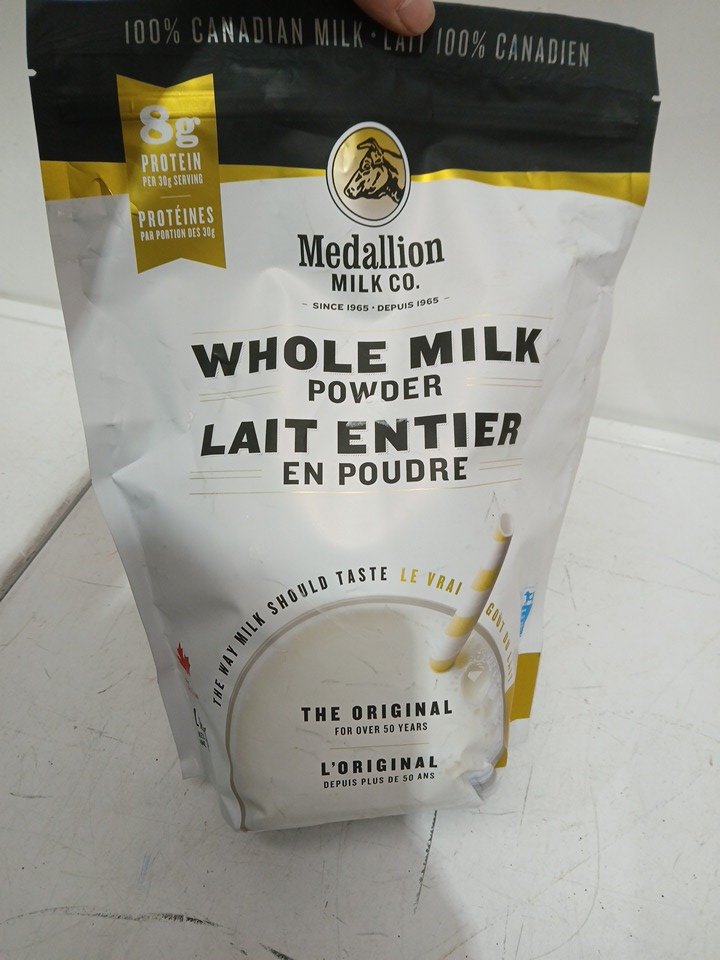 100% CANADIAN MILK • LAIT 100% CANADIEN
8g
PROTEIN
PER 30g SERVING
PROTÉINES
PAR PORTION DES 30g
Medallion
MILK CO.
– SINCE 1965 • DEPUIS 1965 –
WHOLE MILK
POWDER
LAIT ENTIER
EN POUDRE
THE WAY MILK SHOULD TASTE LE VRAI GOÛT DU
THE ORIGINAL
FOR OVER 50 YEARS
L'ORIGINAL
DEPUIS PLUS DE 50 ANS